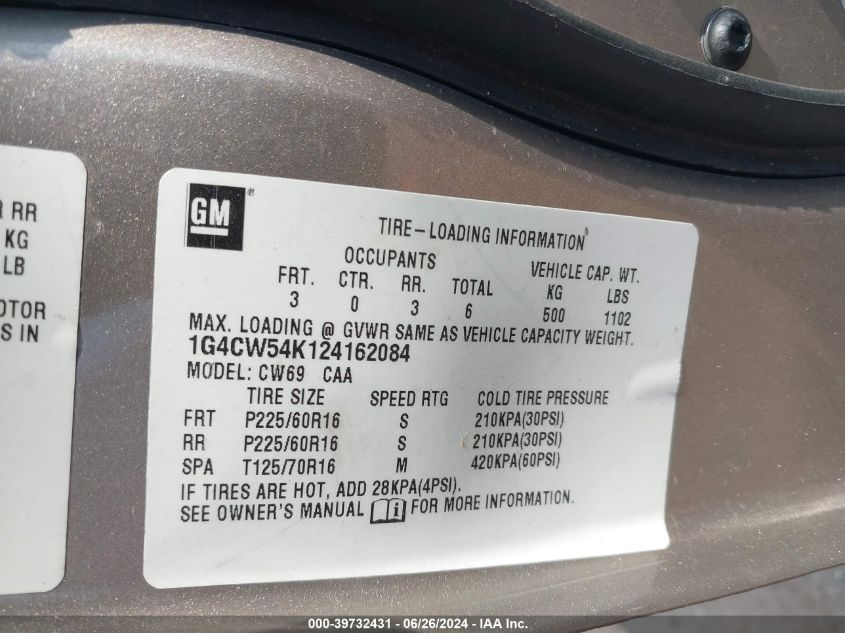 R RR
KG
LB
OTOR
S IN
GM
TIRE-LOADING INFORMATION
OCCUPANTS VEHICLE CAP. WT.
FRT. CTR. RR. TOTAL KG LBS
3 0 3 6 500 1102
MAX. LOADING @ GVWR SAME AS VEHICLE CAPACITY WEIGHT.
1G4CW54K124162084
MODEL: CW69 CAA
TIRE SIZE SPEED RTG COLD TIRE PRESSURE
FRT P225/60R16 S 210KPA(30PSI)
RR P225/60R16 S 210KPA(30PSI)
SPA T125/70R16 M 420KPA(60PSI)
IF TIRES ARE HOT, ADD 28KPA(4PSI).
SEE OWNER'S MANUAL i FOR MORE INFORMATION.
000-39732431 - 06/26/2024 - IAA Inc.